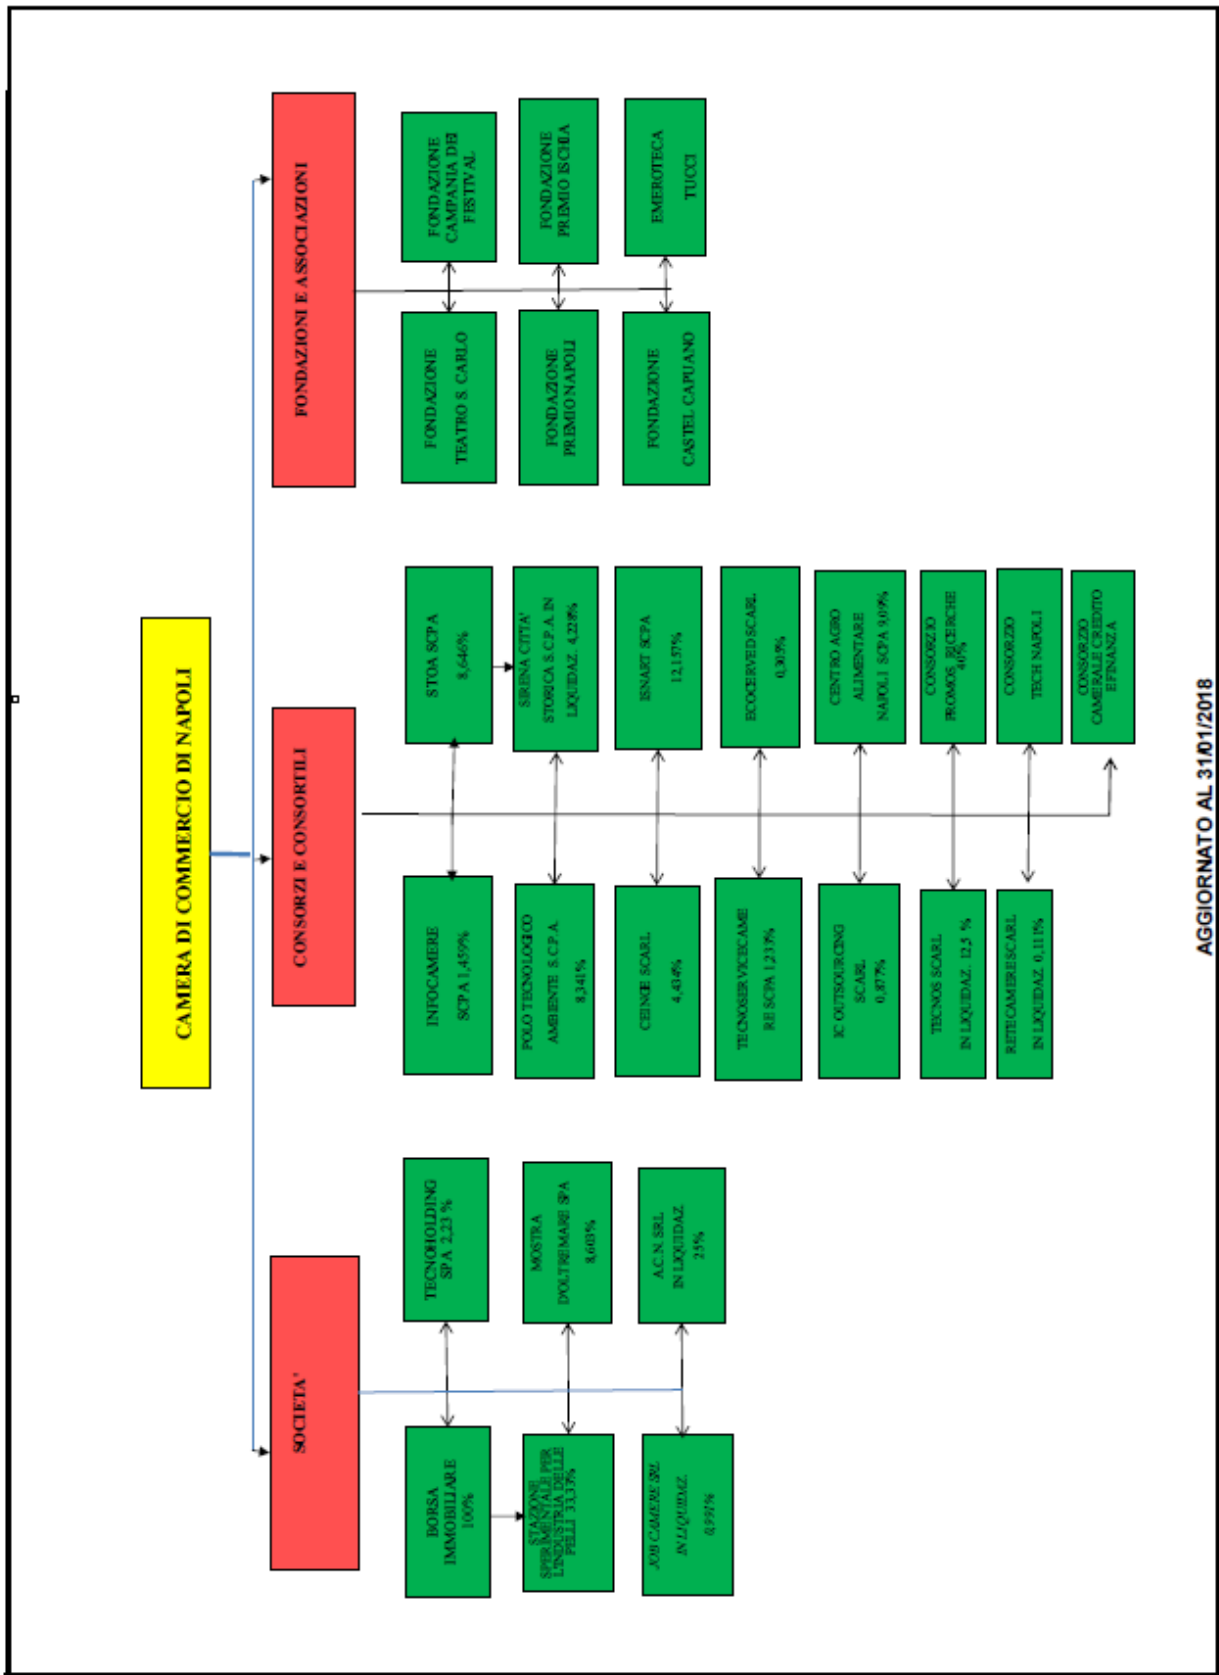 CAMERA DI COMMERCIO DI NAPOLI
SOCIETA'
BORSA
IMMOBILIARE
100%
TECNOHOLDING
SPA 2,23 %
STAZIONE
SPERIMENTALE PER
L'INDUSTRIA DELLE
PELLI 33,33%
MOSTRA
D'OLTREMARE SPA
8,603%
JOB CAMERE SRL
IN LIQUIDAZ.
0,991%
A.C.N. SRL
IN LIQUIDAZ.
25%
CONSORZI E CONSORTILI
INFOCAMERE
SCPA 1,459%
STOA SCPA
8,646%
POLO TECNOLOGICO
AMBIENTE S.C.P.A.
8,341%
SIRENA CITTA'
STORICA S.C.P.A. IN
LIQUIDAZ. 4,228%
CEINGE SCARL
4,434%
ISNART SCPA
12,157%
TECNOSERVICECAME
RE SCPA 1,233%
ECOCERVED SCARL
0,305%
IC OUTSOURCING
SCARL
0,877%
CENTRO AGRO
ALIMENTARE
NAPOLI SCPA 9,09%
TECNOS SCARL
IN LIQUIDAZ. 12,5 %
CONSORZIO
PROMOS RICERCHE
40%
RETECAMERE SCARL
IN LIQUIDAZ. 0,111%
CONSORZIO
TECH NAPOLI
CONSORZIO
CAMERALE CREDITO
E FINANZA
FONDAZIONI E ASSOCIAZIONI
FONDAZIONE
TEATRO S. CARLO
FONDAZIONE
CAMPANIA DEI
FESTIVAL
FONDAZIONE
PREMIO NAPOLI
FONDAZIONE
PREMIO ISCHIA
FONDAZIONE
CASTEL CAPUANO
EMEROTECA
TUCCI
AGGIORNATO AL 31/01/2018